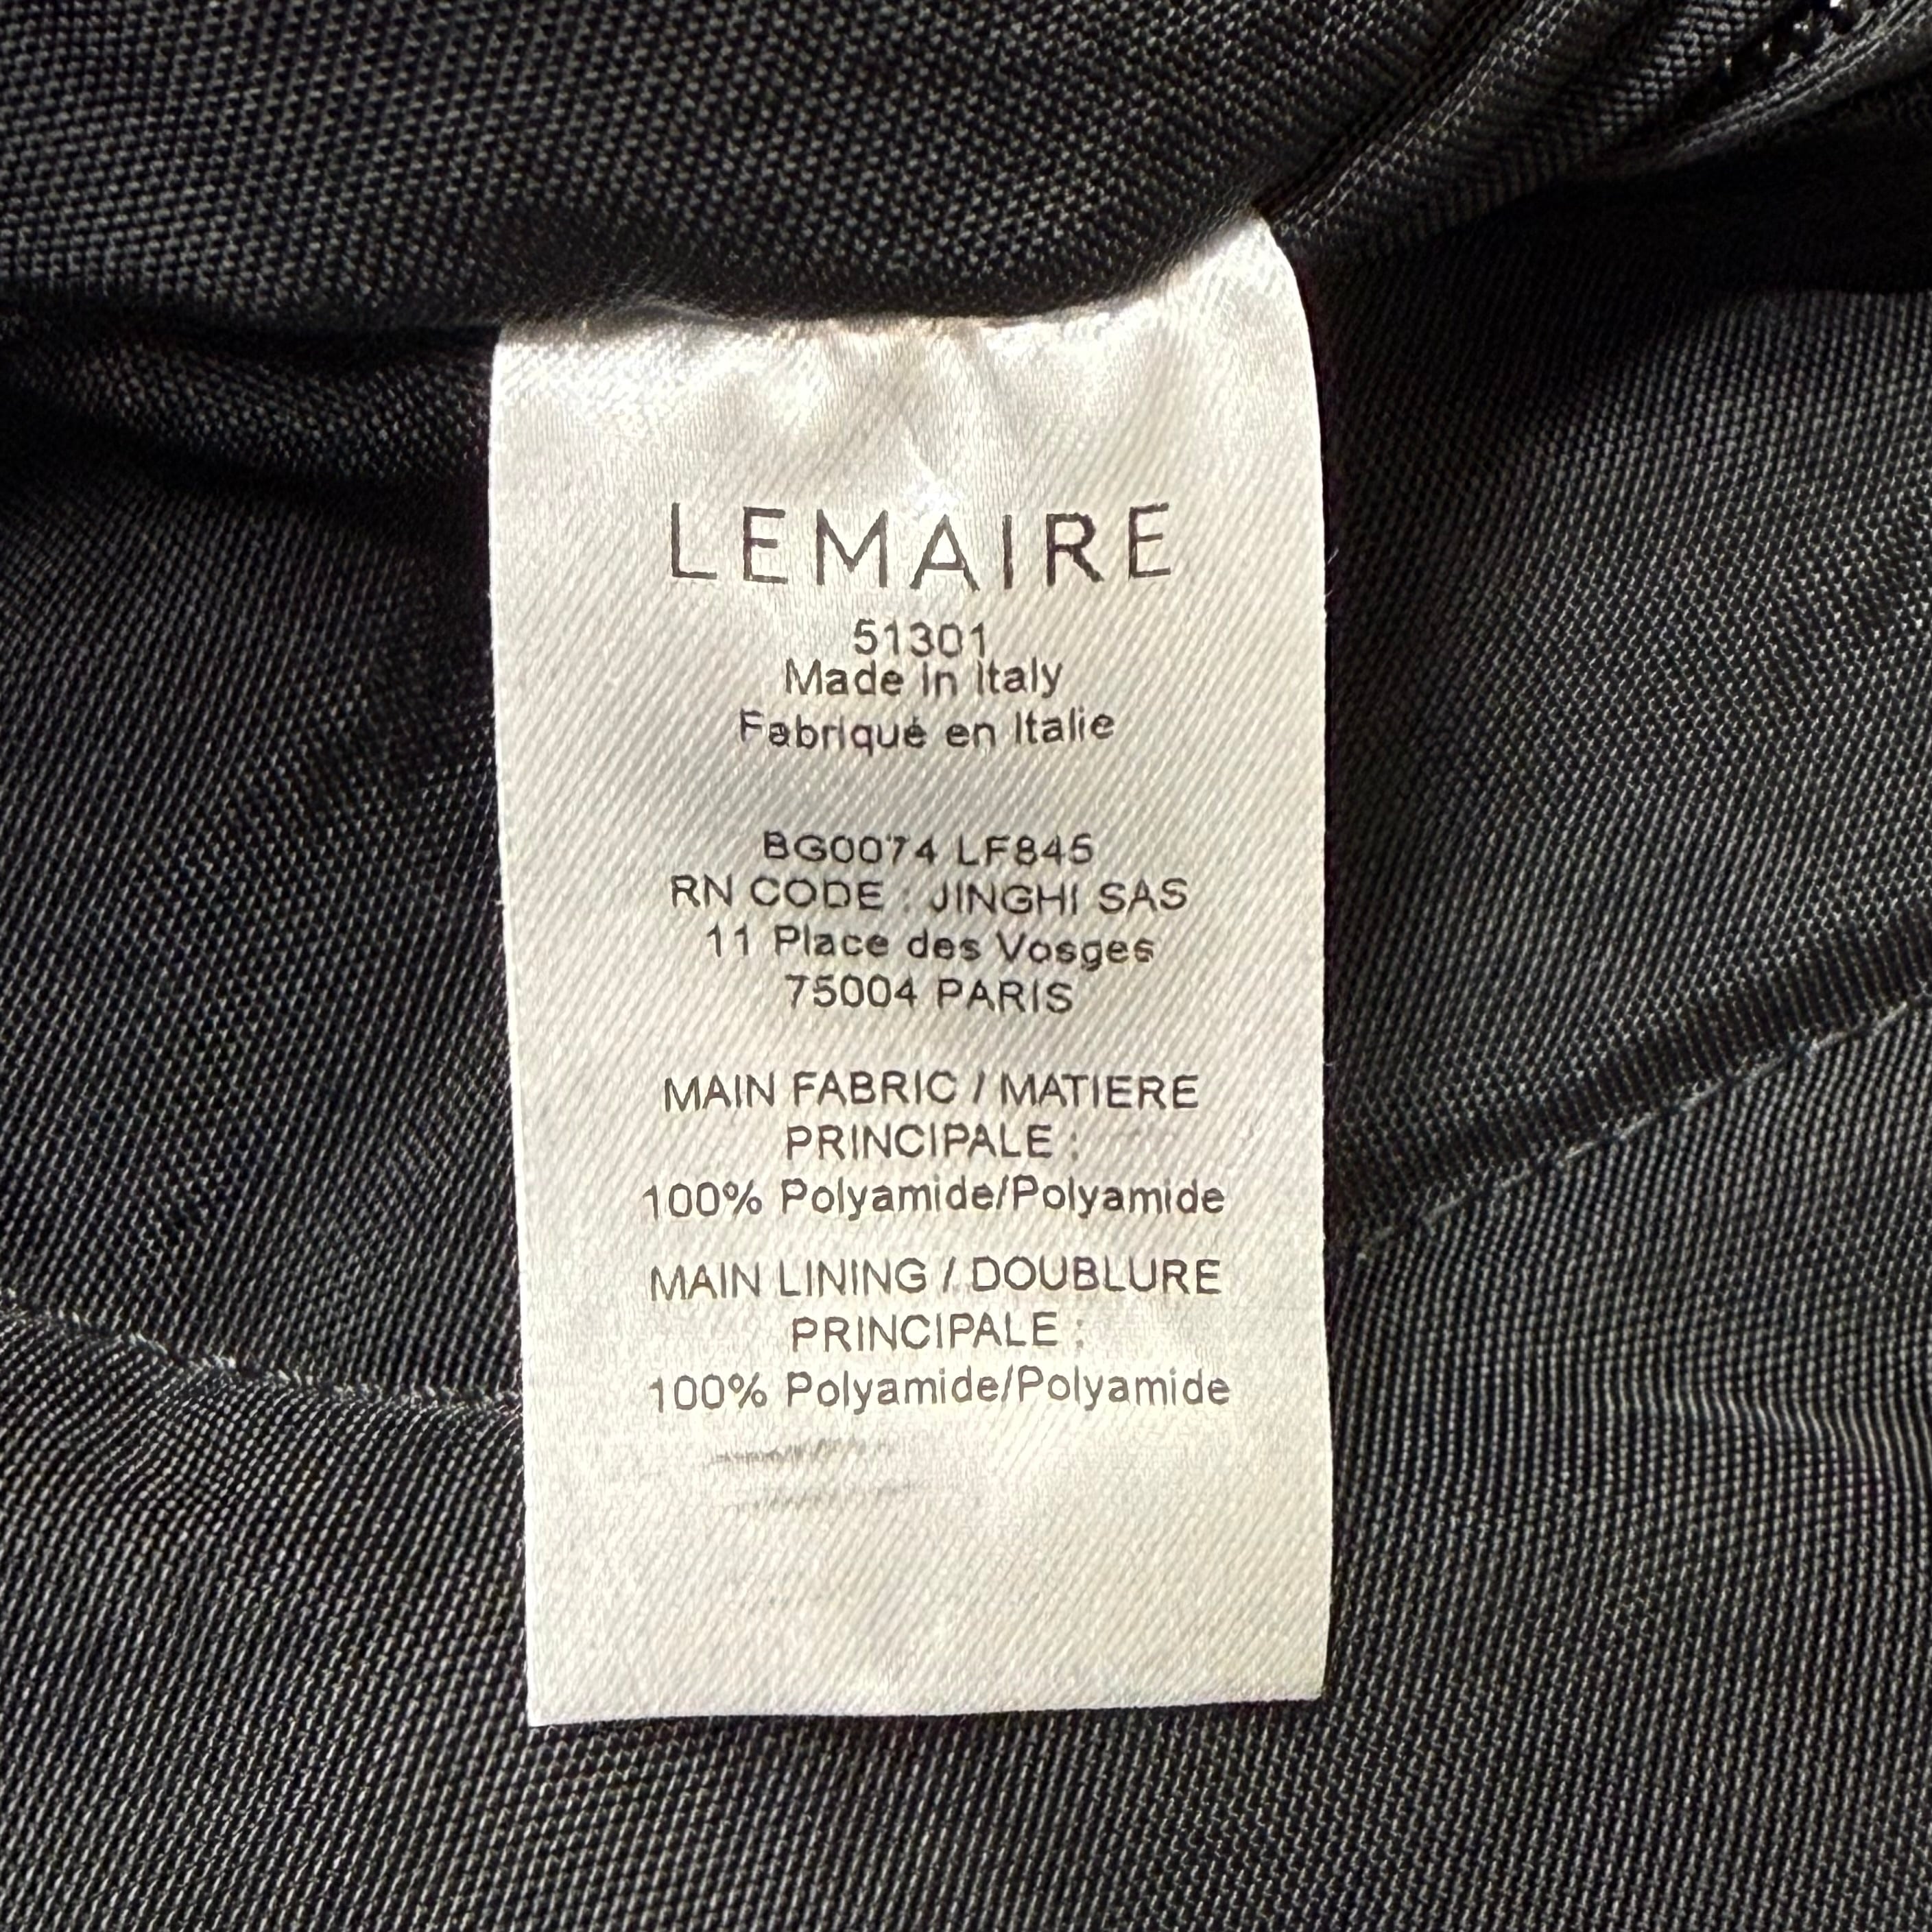 LEMAIRE
51301
Made in Italy
Fabriqué en Italie
BG0074 LF845
RN CODE : JINGHI SAS
11 Place des Vosges
75004 PARIS
MAIN FABRIC / MATIERE
PRINCIPALE :
100% Polyamide/Polyamide
MAIN LINING / DOUBLURE
PRINCIPALE :
100% Polyamide/Polyamide